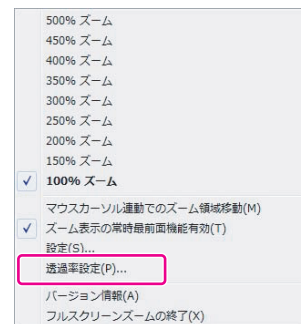 500% ズーム
450% ズーム
400% ズーム
350% ズーム
300% ズーム
250% ズーム
200% ズーム
150% ズーム
100% ズーム
マウスカーソル連動でのズーム領域移動(M)
ズーム表示の常時最前面機能有効(T)
設定(S)...
透過率設定(P)...
バージョン情報(A)
フルスクリーンズームの終了(X)